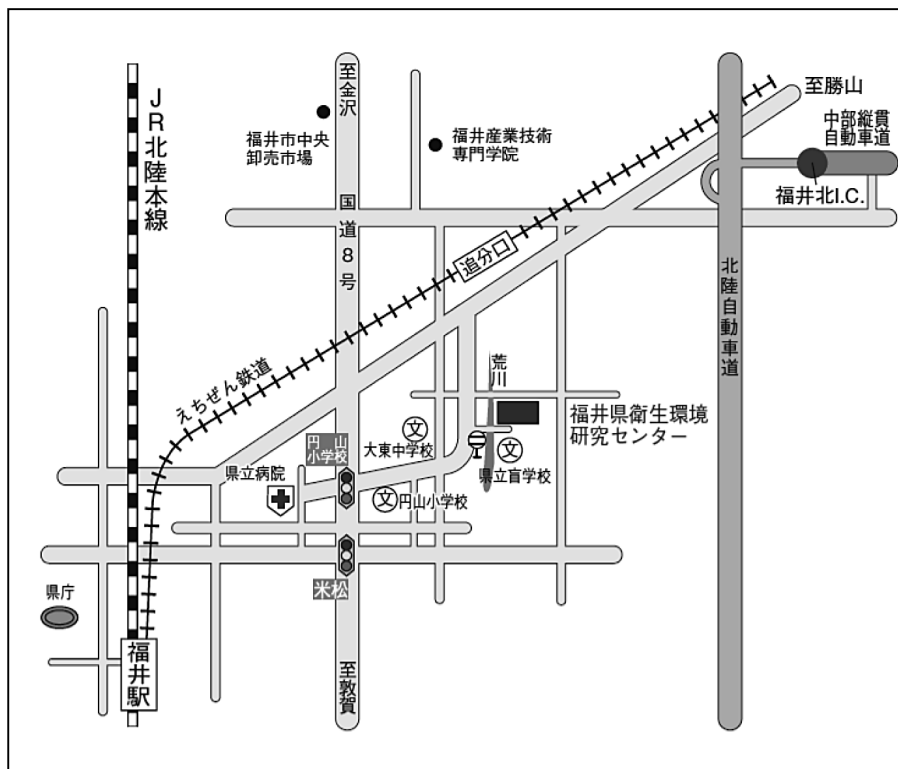 至勝山
至金沢
中部縦貫
自動車道
JR北陸本線
福井市中央
卸売市場
福井産業技術
専門学院
福井北I.C.
国道8号
追分口
北陸自動車道
荒川
えちぜん鉄道
福井県衛生環境
研究センター
円山
小学校
大東中学校
県立病院
県立盲学校
文
文
文
円山小学校
米松
県庁
福井駅
至敦賀